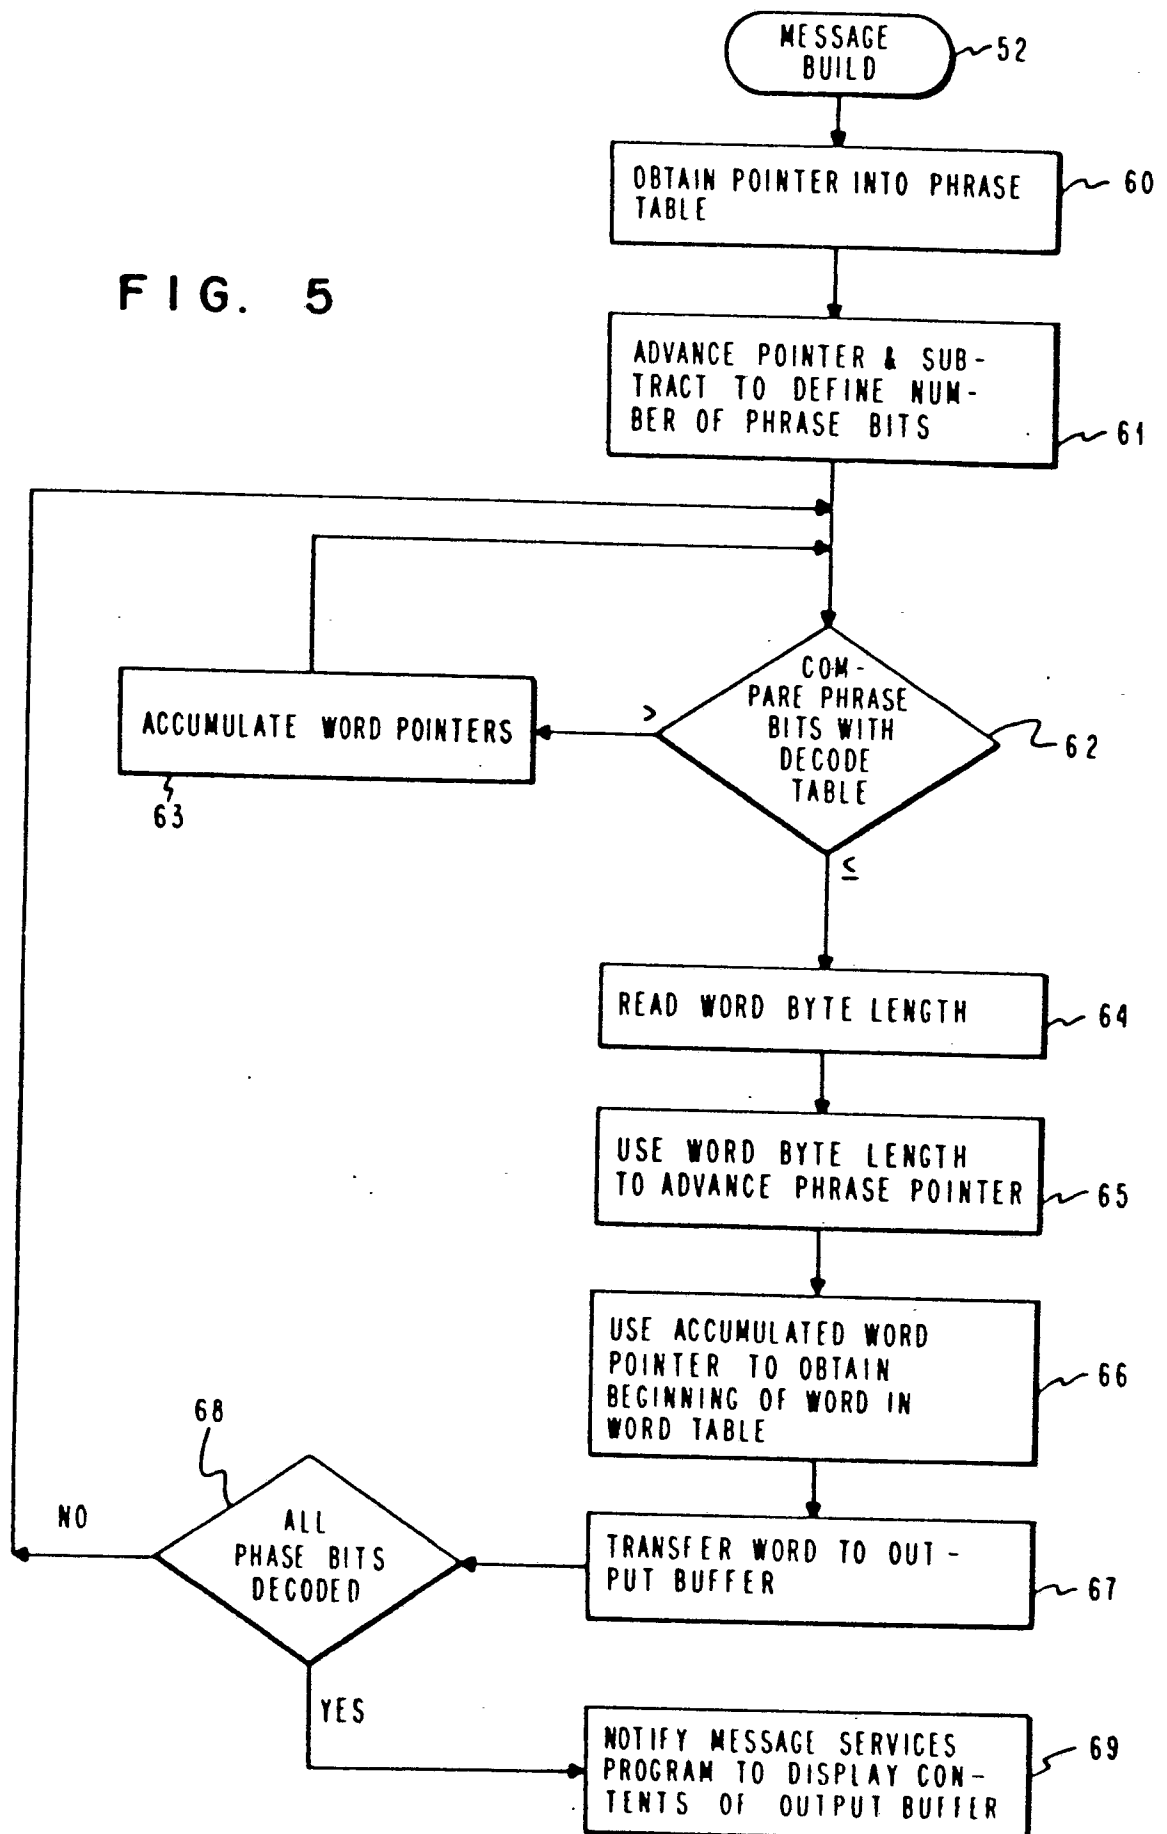 MESSAGE
BUILD
52
OBTAIN POINTER INTO PHRASE
TABLE
60
FIG. 5
ADVANCE POINTER & SUB-
TRACT TO DEFINE NUM-
BER OF PHRASE BITS
61
COM-
PARE PHRASE
BITS WITH
DECODE
TABLE
62
>
ACCUMULATE WORD POINTERS
63
≤
READ WORD BYTE LENGTH
64
USE WORD BYTE LENGTH
TO ADVANCE PHRASE POINTER
65
USE ACCUMULATED WORD
POINTER TO OBTAIN
BEGINNING OF WORD IN
WORD TABLE
66
68
NO
ALL
PHASE BITS
DECODED
TRANSFER WORD TO OUT-
PUT BUFFER
67
YES
NOTIFY MESSAGE SERVICES
PROGRAM TO DISPLAY CON-
TENTS OF OUTPUT BUFFER
69